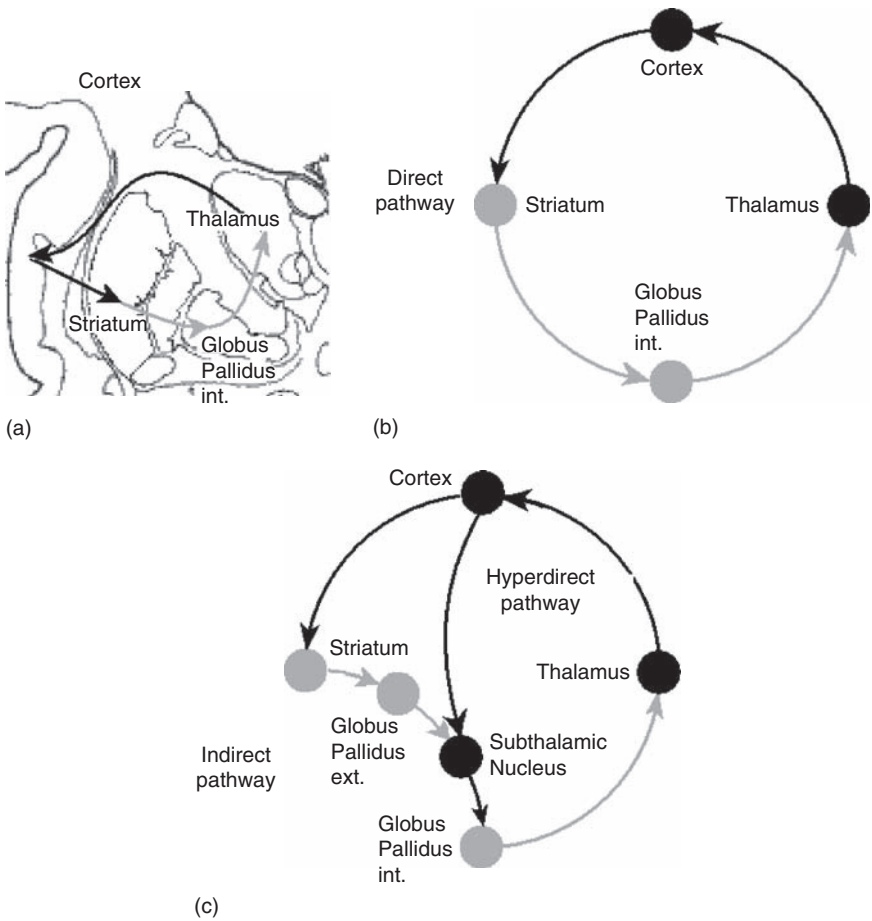 Cortex
Thalamus
Striatum
Globus
Pallidus
int.
(a)
Cortex
Direct
pathway
Striatum
Thalamus
Globus
Pallidus
int.
(b)
Cortex
Hyperdirect
pathway
Striatum
Thalamus
Globus
Pallidus
ext.
Indirect
pathway
Subthalamic
Nucleus
Globus
Pallidus
int.
(c)